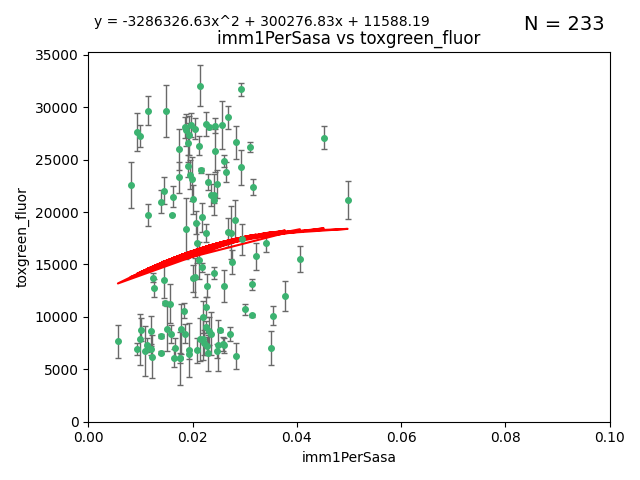 y = -3286326.63x^2 + 300276.83x + 11588.19
N = 233
imm1PerSasa vs toxgreen_fluor
35000
30000
25000
20000
15000
10000
5000
0
toxgreen_fluor
0.00 0.02 0.04 0.06 0.08 0.10
imm1PerSasa